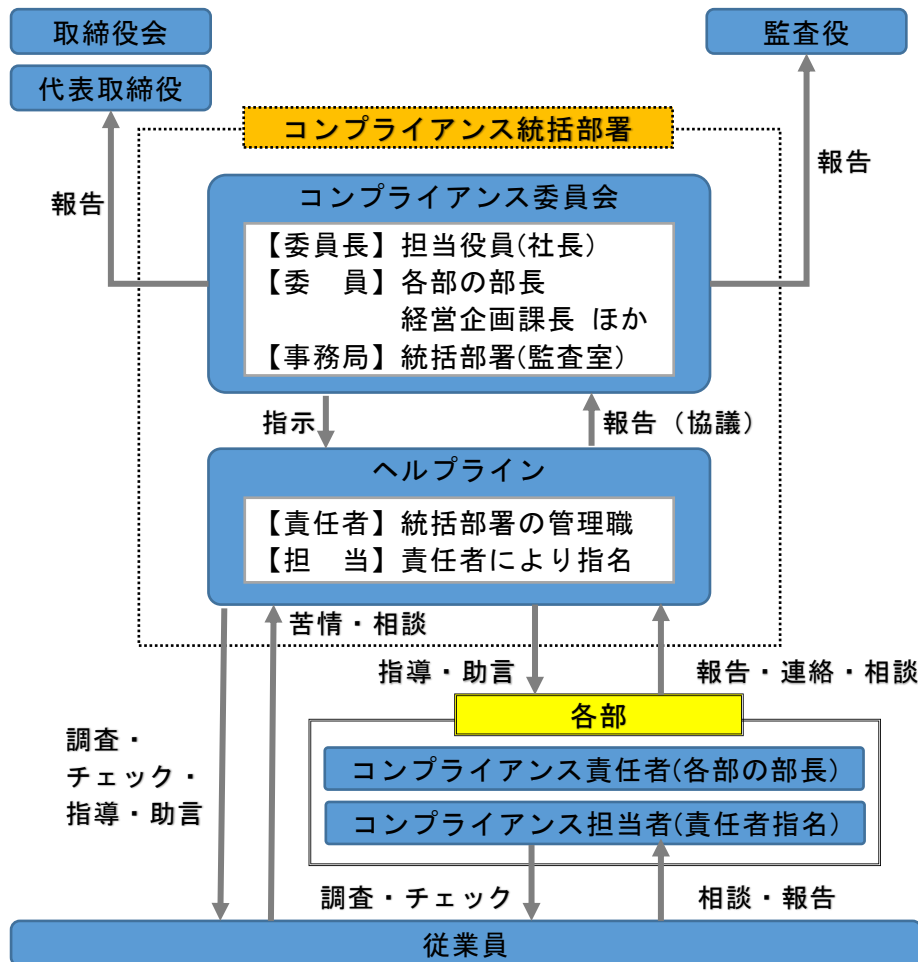 取締役会
監査役
代表取締役
コンプライアンス統括部署
報告
報告
コンプライアンス委員会
【委員長】担当役員(社長)
【委　員】各部の部長
経営企画課長 ほか
【事務局】統括部署(監査室)
指示
報告（協議）
ヘルプライン
【責任者】統括部署の管理職
【担　当】責任者により指名
苦情・相談
指導・助言
報告・連絡・相談
各部
調査・
チェック・
指導・助言
コンプライアンス責任者(各部の部長)
コンプライアンス担当者(責任者指名)
調査・チェック
相談・報告
従業員